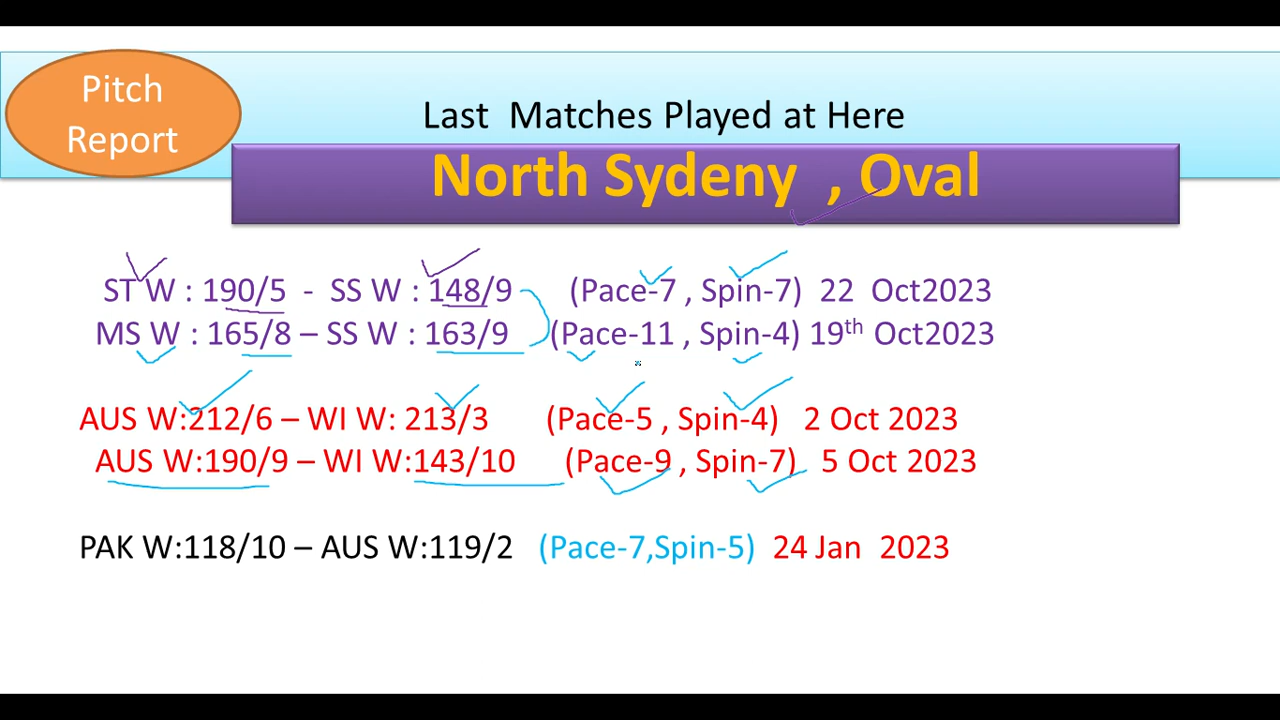 Pitch
Report
Last Matches Played at Here
North Sydeny , Oval
ST W : 190/5 - SS W : 148/9 (Pace-7 , Spin-7) 22 Oct2023
MS W : 165/8 – SS W : 163/9 (Pace-11 , Spin-4) 19th Oct2023
AUS W:212/6 – WI W: 213/3 (Pace-5 , Spin-4) 2 Oct 2023
AUS W:190/9 – WI W:143/10 (Pace-9 , Spin-7) 5 Oct 2023
PAK W:118/10 – AUS W:119/2 (Pace-7,Spin-5) 24 Jan 2023